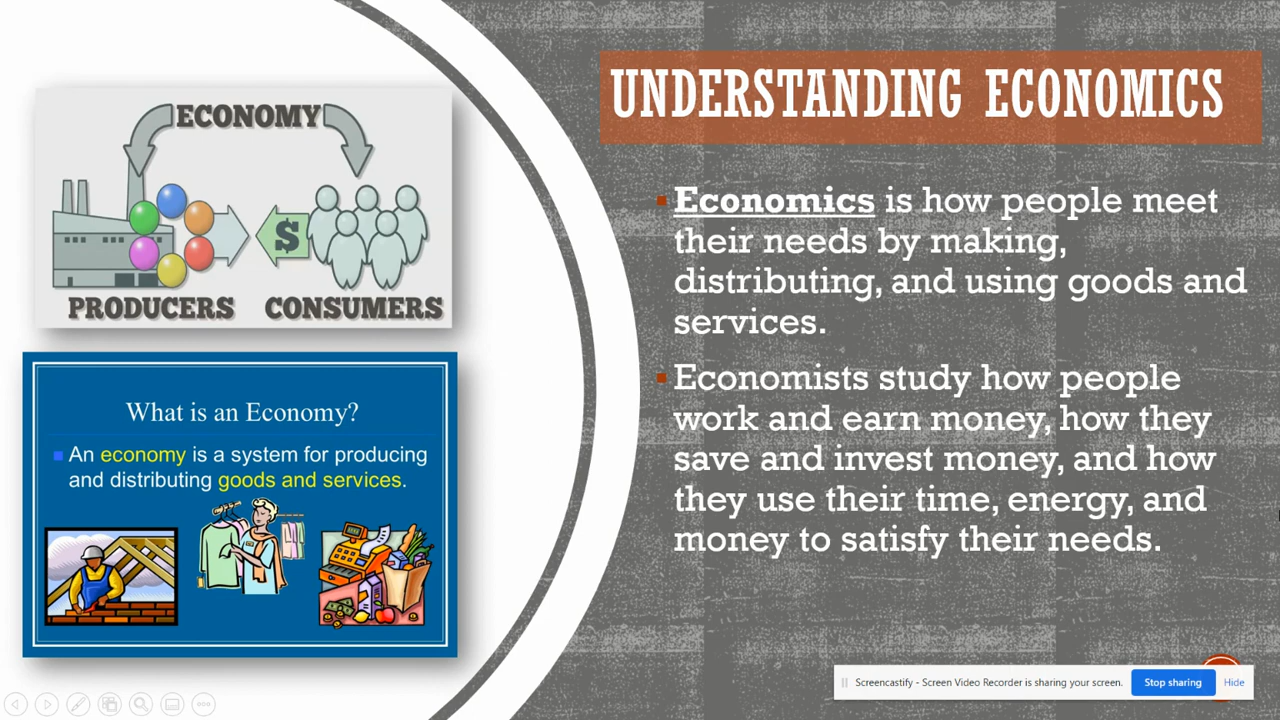 ECONOMY
$
PRODUCERS CONSUMERS
What is an Economy?
An economy is a system for producing
and distributing goods and services.
UNDERSTANDING ECONOMICS
Economics is how people meet
their needs by making,
distributing, and using goods and
services.
Economists study how people
work and earn money, how they
save and invest money, and how
they use their time, energy, and
money to satisfy their needs.
Screencastify - Screen Video Recorder is sharing your screen. Stop sharing Hide